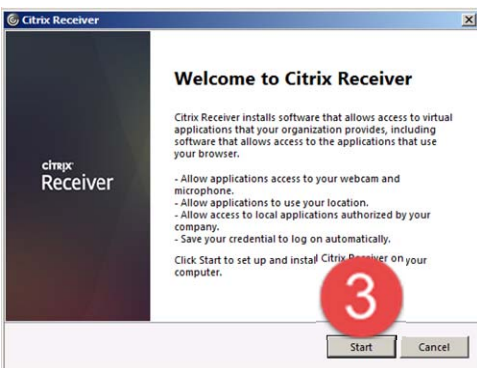 Citrix Receiver
Welcome to Citrix Receiver
Citrix Receiver installs software that allows access to virtual
applications that your organization provides, including
software that allows access to the applications that use
your browser.
citrix
Receiver
- Allow applications access to your webcam and
microphone.
- Allow applications to use your location.
- Allow access to local applications authorized by your
company.
- Save your credential to log on automatically.
Click Start to set up and install Citrix Receiver on your
computer.
3
Start
Cancel